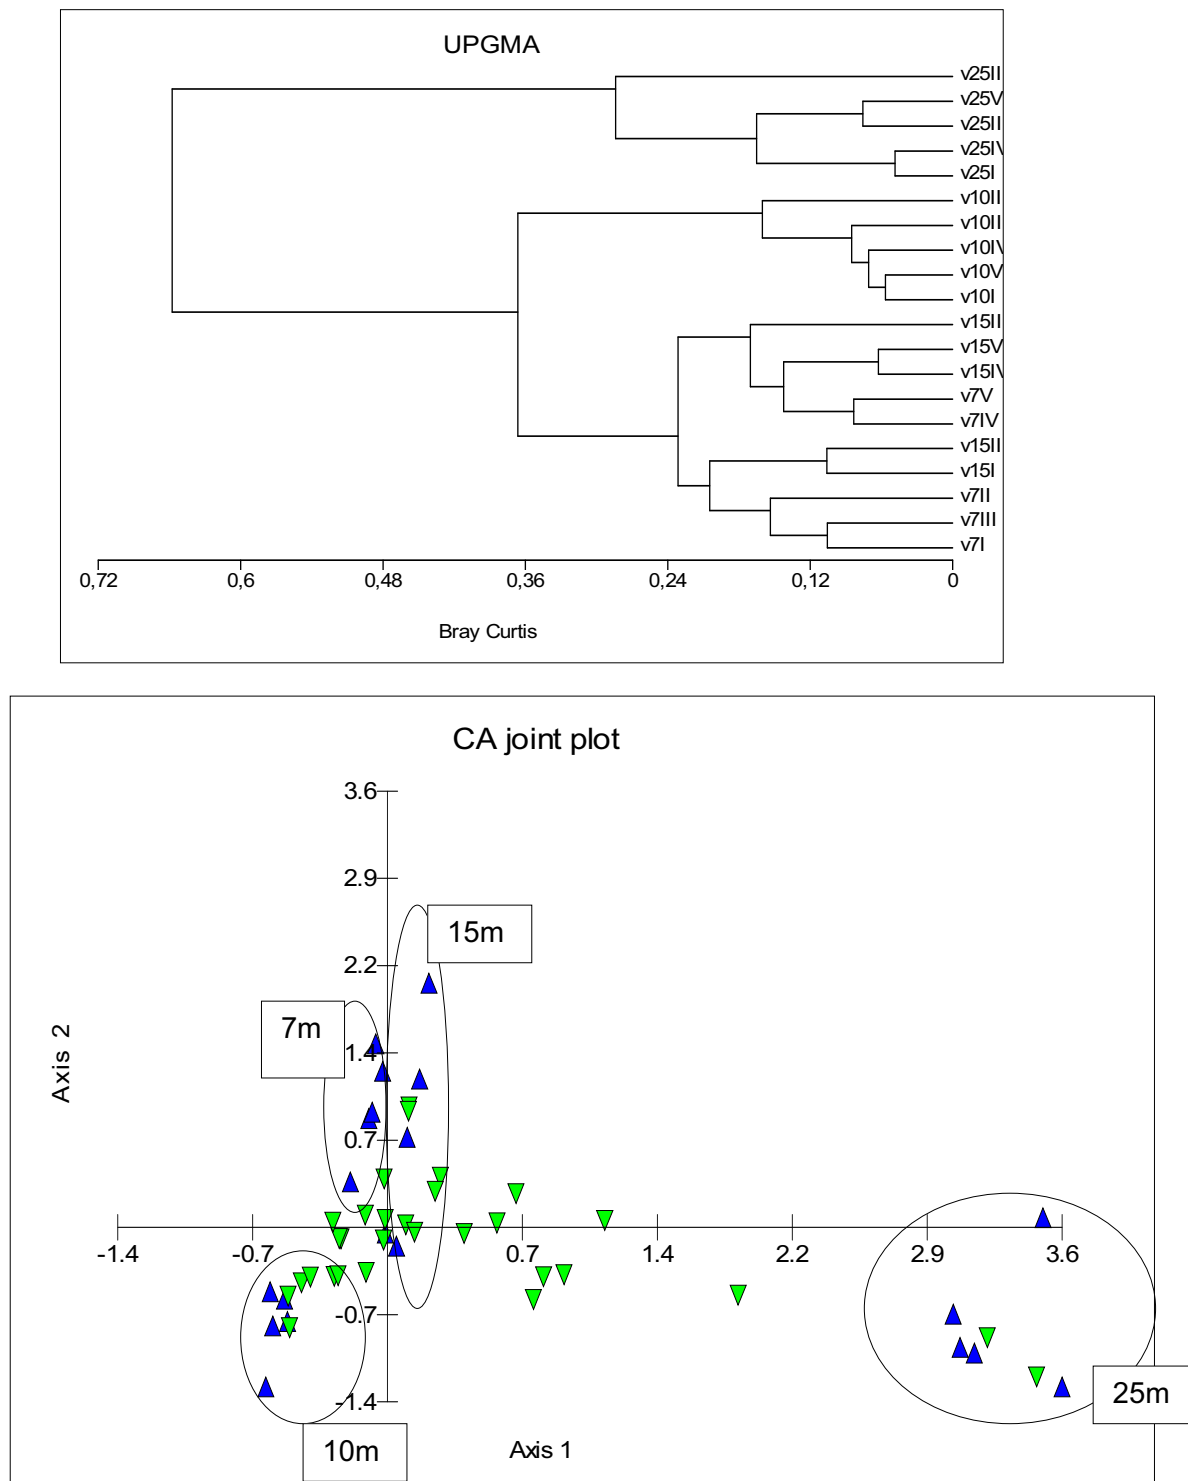 UPGMA
v25II
v25V
v25II
v25IV
v25I
v10II
v10II
v10IV
v10V
v10I
v15II
v15V
v15IV
v7V
v7IV
v15II
v15I
v7II
v7III
v7I
0,72 0,6 0,48 0,36 0,24 0,12 0
Bray Curtis
CA joint plot
3.6
2.9
2.2
15m
7m
1.4
Axis 2
0.7
-1.4 -0.7 0.7 1.4 2.2 2.9 3.6
-0.7
-1.4
25m
10m
Axis 1